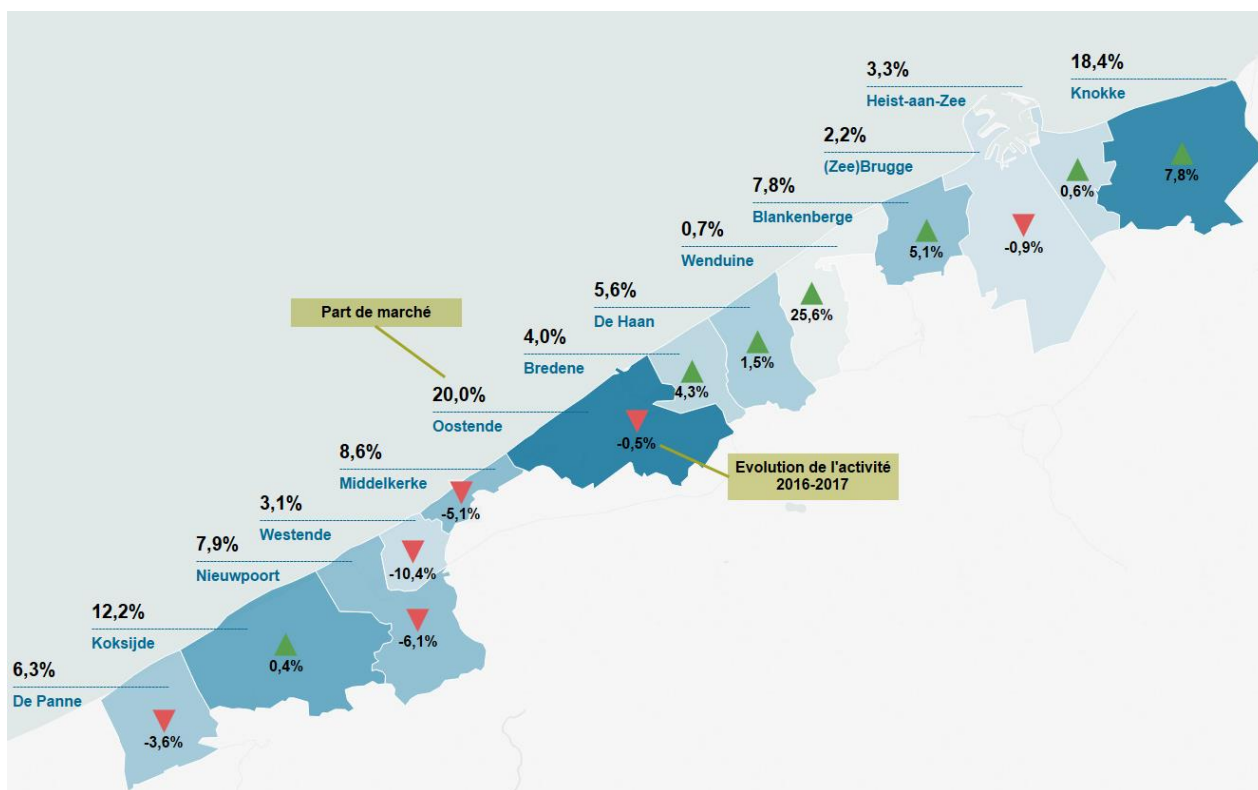 18,4%
Knokke
3,3%
Heist-aan-Zee
2,2%
(Zee)Brugge
7,8%
Blankenberge
0,7%
Wenduine
5,6%
De Haan
4,0%
Bredene
20,0%
Oostende
8,6%
Middelkerke
3,1%
Westende
7,9%
Nieuwpoort
12,2%
Koksijde
6,3%
De Panne
Part de marché
Evolution de l'activité
2016-2017
7,8%
0,6%
-0,9%
5,1%
25,6%
1,5%
4,3%
-0,5%
-5,1%
-10,4%
-6,1%
0,4%
-3,6%